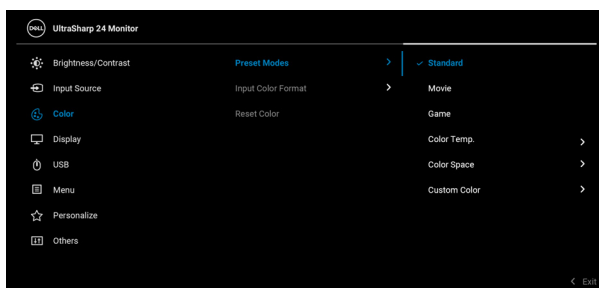 DELL UltraSharp 24 Monitor
Brightness/Contrast Preset Modes > ✓ Standard
Input Source Input Color Format > Movie
Color Reset Color Game
Display Color Temp. >
USB Color Space >
Menu Custom Color >
Personalize
Others
< Exit